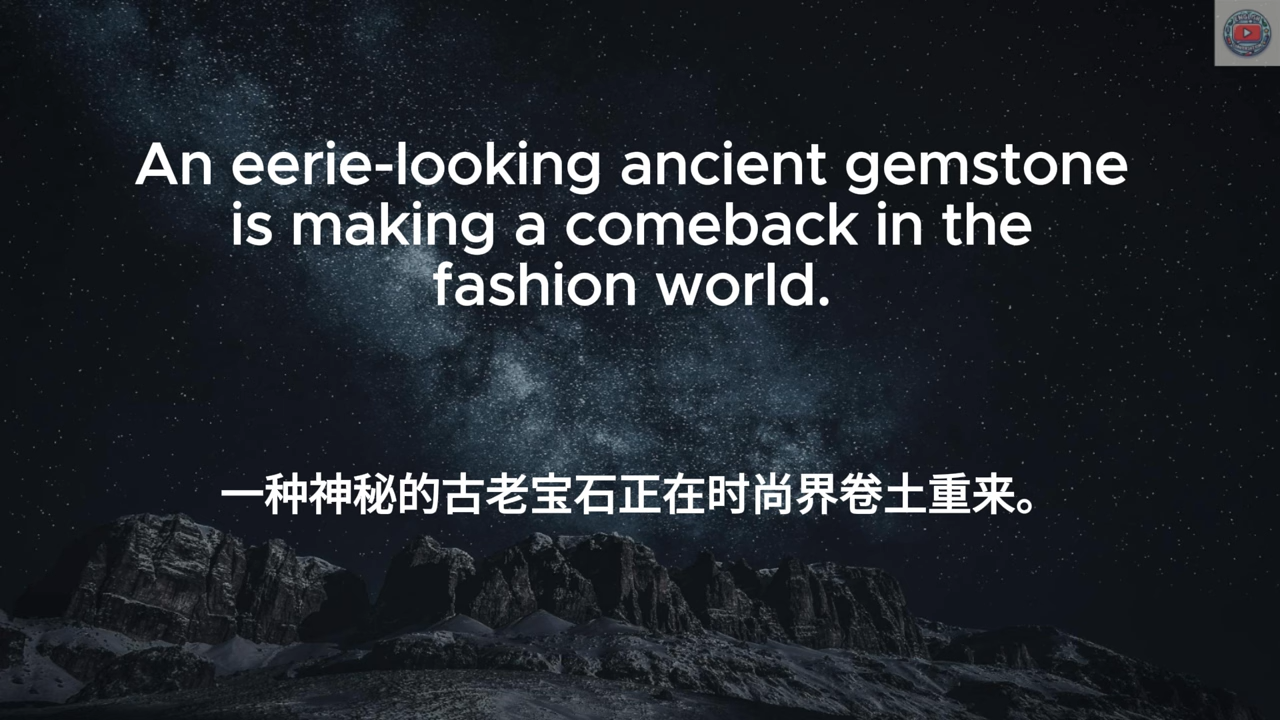 An eerie-looking ancient gemstone
is making a comeback in the
fashion world.
一种神秘的古老宝石正在时尚界卷土重来。